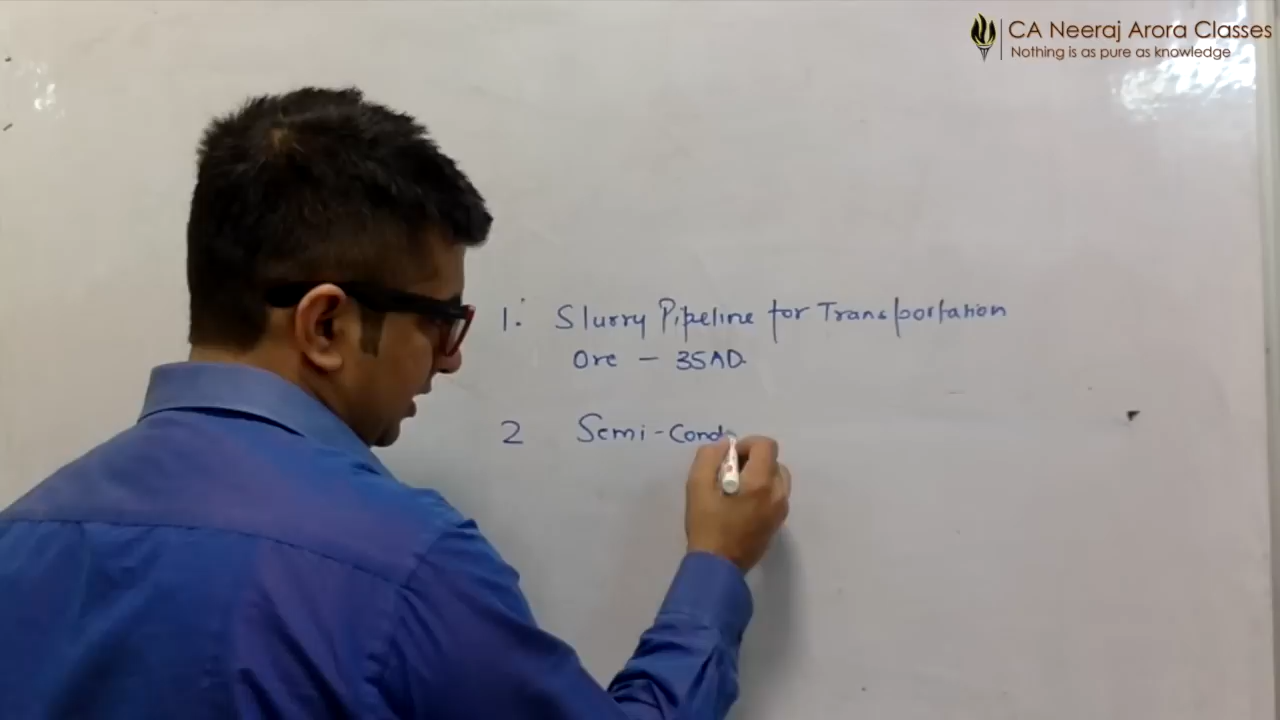 CA Neeraj Arora Classes
Nothing is as pure as knowledge
1. Slurry Pipeline for Transportation
Ore - 35AD.
2 Semi-Cond